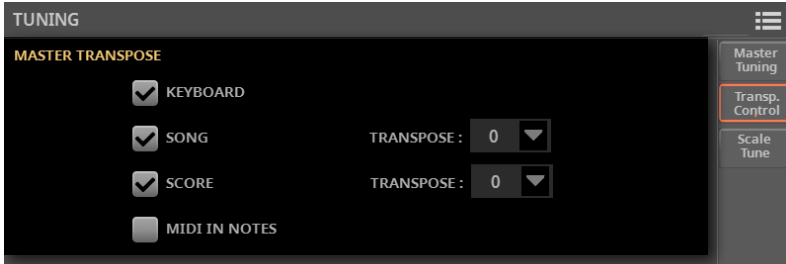 TUNING
MASTER TRANSPOSE
KEYBOARD
SONG TRANSPOSE : 0
SCORE TRANSPOSE : 0
MIDI IN NOTES
Master
Tuning
Transp.
Control
Scale
Tune